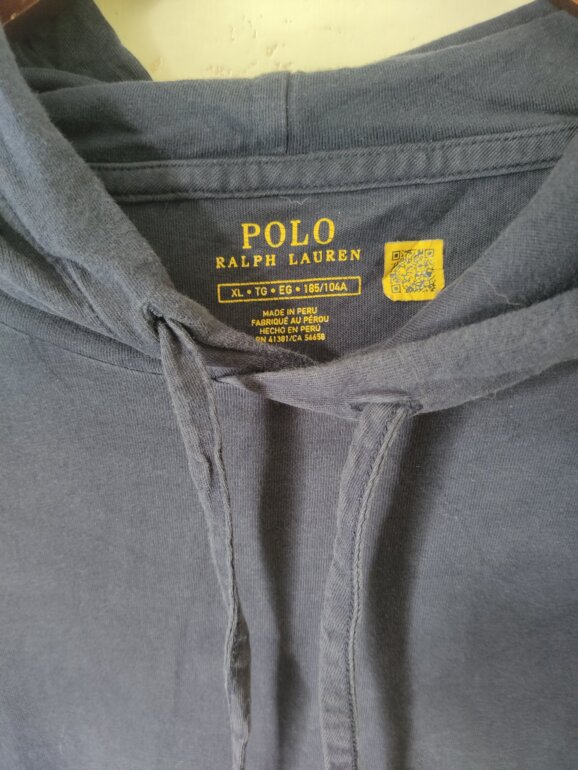 POLO
RALPH LAUREN
XL • TG • EG • 185/104A
MADE IN PERU
FABRIQUÉ AU PÉROU
HECHO EN PERÚ
RN 41381/CA 56658